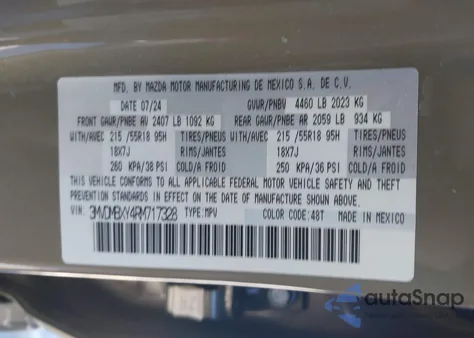 MFD. BY MAZDA MOTOR MANUFACTURING DE MEXICO S.A. DE C.V.
DATE 07/24 GVWR/PNBV 4460 LB 2023 KG
FRONT GAWR/PNBE AV 2407 LB 1092 KG REAR GAWR/PNBE AR 2059 LB 934 KG
WITH/AVEC 215/55R18 95H TIRES/PNEUS WITH/AVEC 215/55R18 95H TIRES/PNEUS
18X7J RIMS/JANTES 18X7J RIMS/JANTES
260 KPA/38 PSI COLD/A FROID 250 KPA/36 PSI COLD/A FROID
THIS VEHICLE CONFORMS TO ALL APPLICABLE FEDERAL MOTOR VEHICLE SAFETY AND THEFT
PREVENTION STANDARDS IN EFFECT ON THE DATE OF MANUFACTURE SHOWN ABOVE.
VIN: 3MVDMBXY4RM717328 TYPE:MPV COLOR CODE:48T MADE IN MEXICO
autaSnap